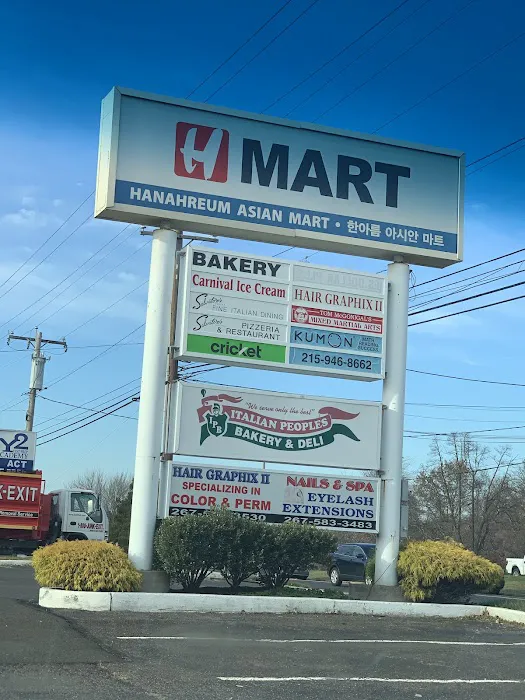 H MART
HANAHREUM ASIAN MART • 한아름 아시안 마트
BAKERY
Carnival Ice Cream
FINE ITALIAN DINING
PIZZERIA
& RESTAURANT
cricket
HAIR GRAPHIX II
TOM McGONIGAL'S
MIXED MARTIAL ARTS
KUMON
215-946-8662
"We serve only the best"
ITALIAN PEOPLES
IPB
BAKERY & DELI
HAIR GRAPHIX II
SPECIALIZING IN
COLOR & PERM
NAILS & SPA
EYELASH
EXTENSIONS
267-583-3483
Y2
ACT
-EXIT